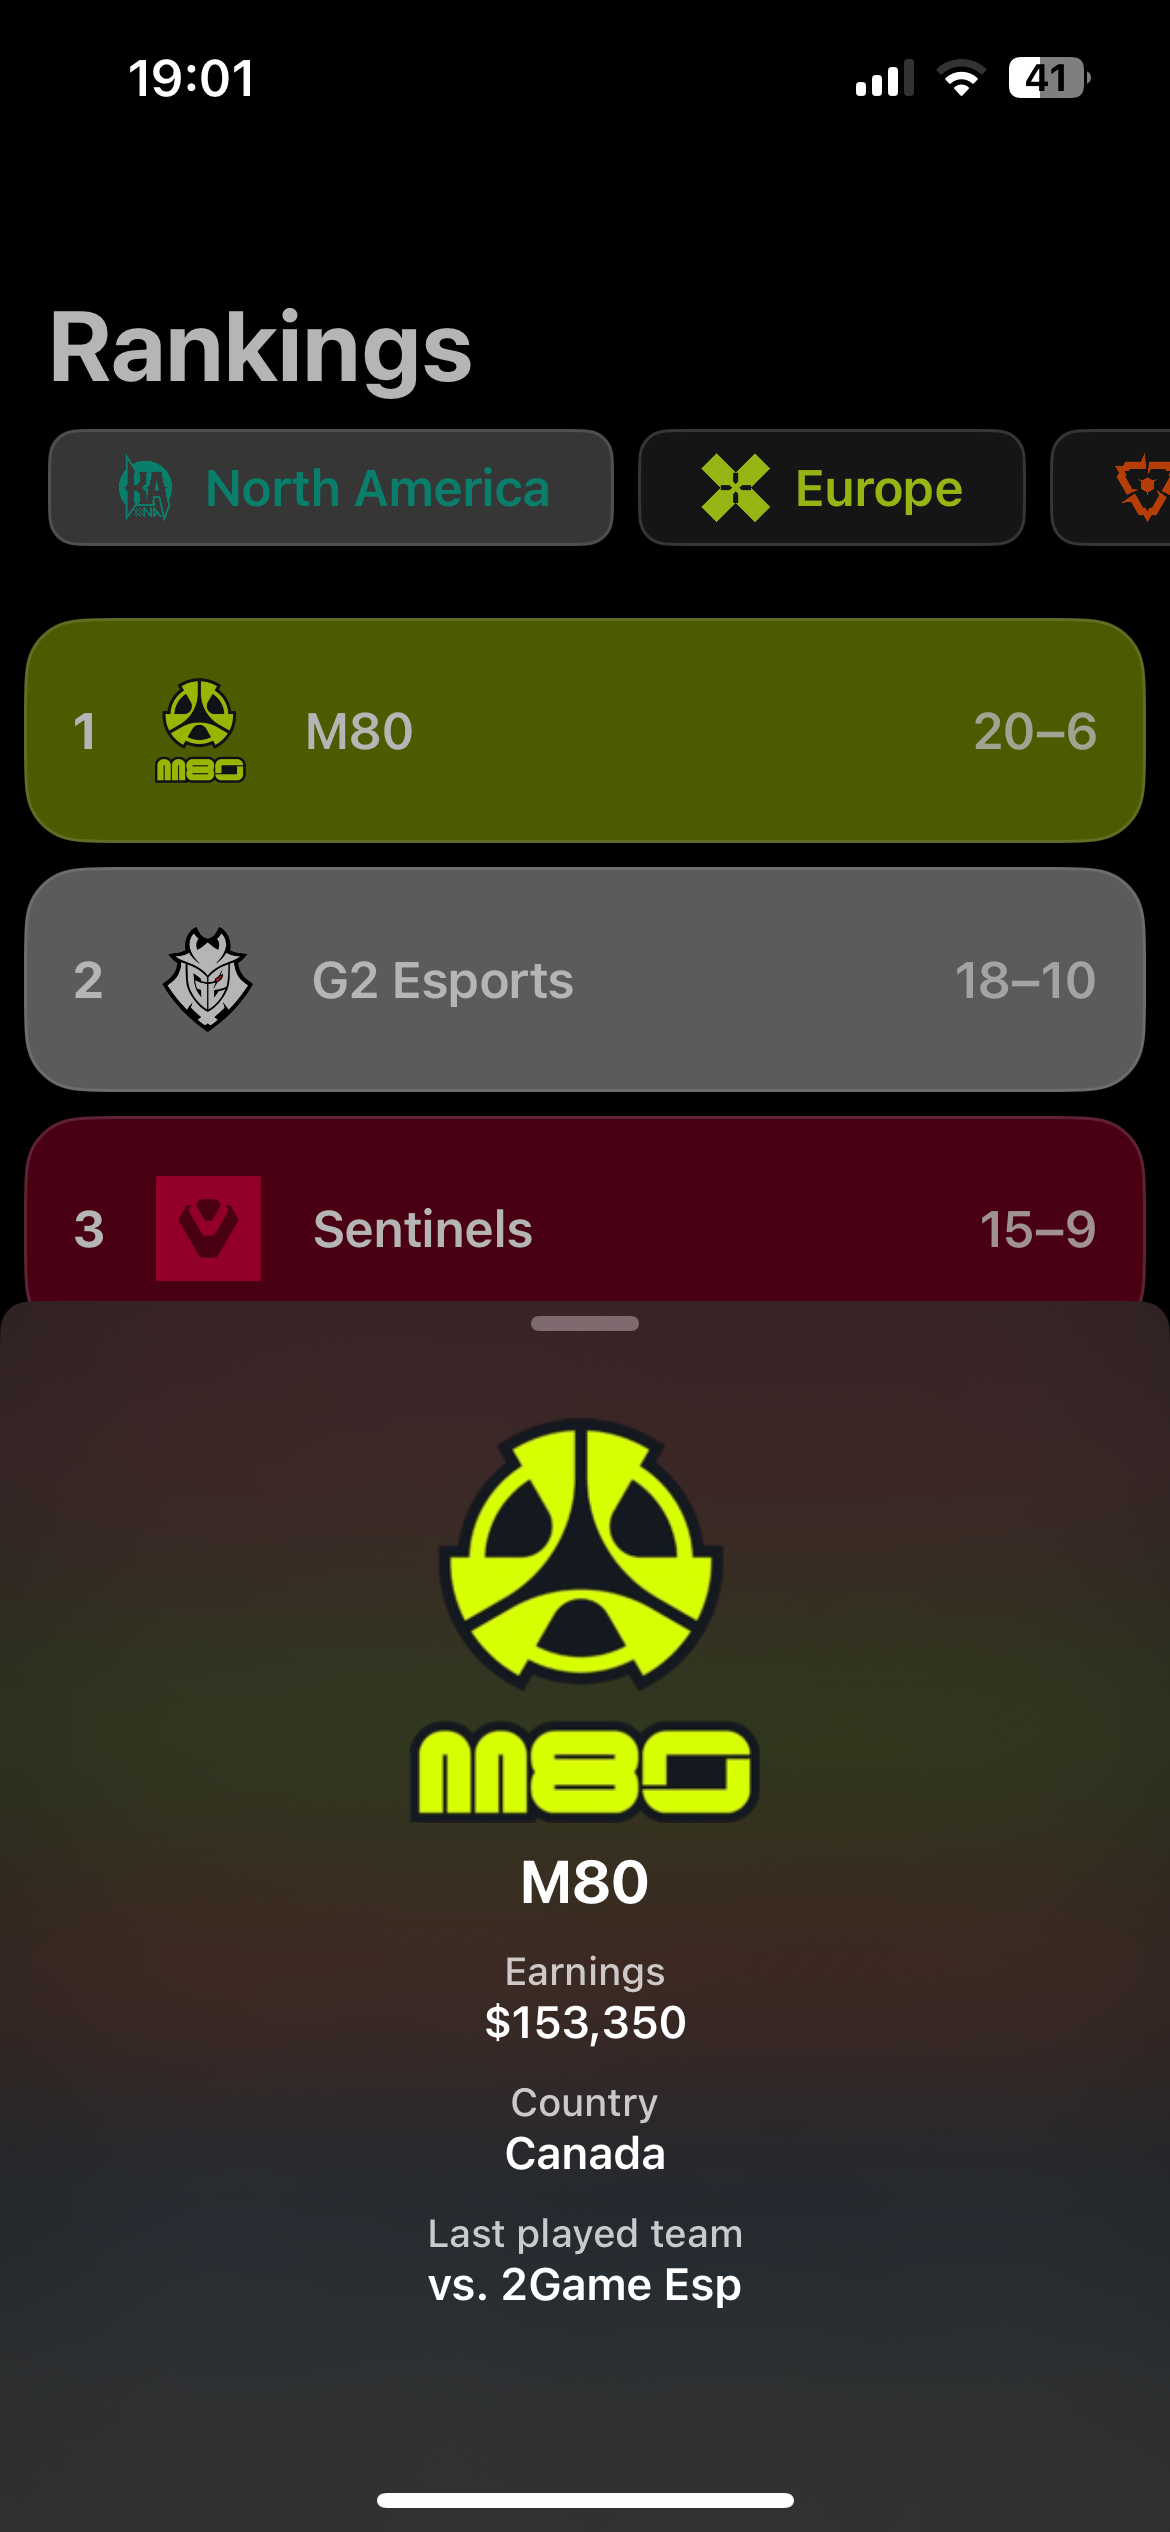 19:01
41
Rankings
North America
Europe
1
M80
M80
20–6
2
G2 Esports
18–10
3
Sentinels
15–9
M80
M80
Earnings
$153,350
Country
Canada
Last played team
vs. 2Game Esp